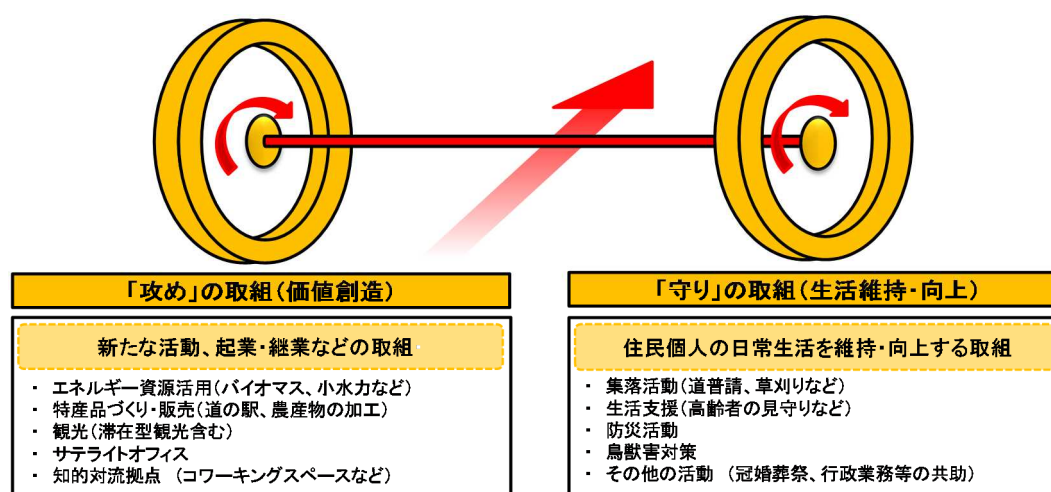 「攻め」の取組(価値創造)
新たな活動、起業・継業などの取組
・ エネルギー資源活用(バイオマス、小水力など)
・ 特産品づくり・販売(道の駅、農産物の加工)
・ 観光(滞在型観光含む)
・ サテライトオフィス
・ 知的対流拠点 (コワーキングスペースなど)
「守り」の取組(生活維持・向上)
住民個人の日常生活を維持・向上する取組
・ 集落活動(道普請、草刈りなど)
・ 生活支援(高齢者の見守りなど)
・ 防災活動
・ 鳥獣害対策
・ その他の活動 (冠婚葬祭、行政業務等の共助)